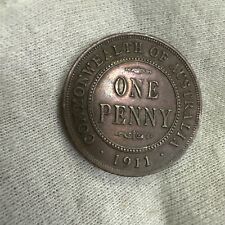 COMMONWEALTH OF AUSTRALIA
ONE
PENNY
· 1911 ·